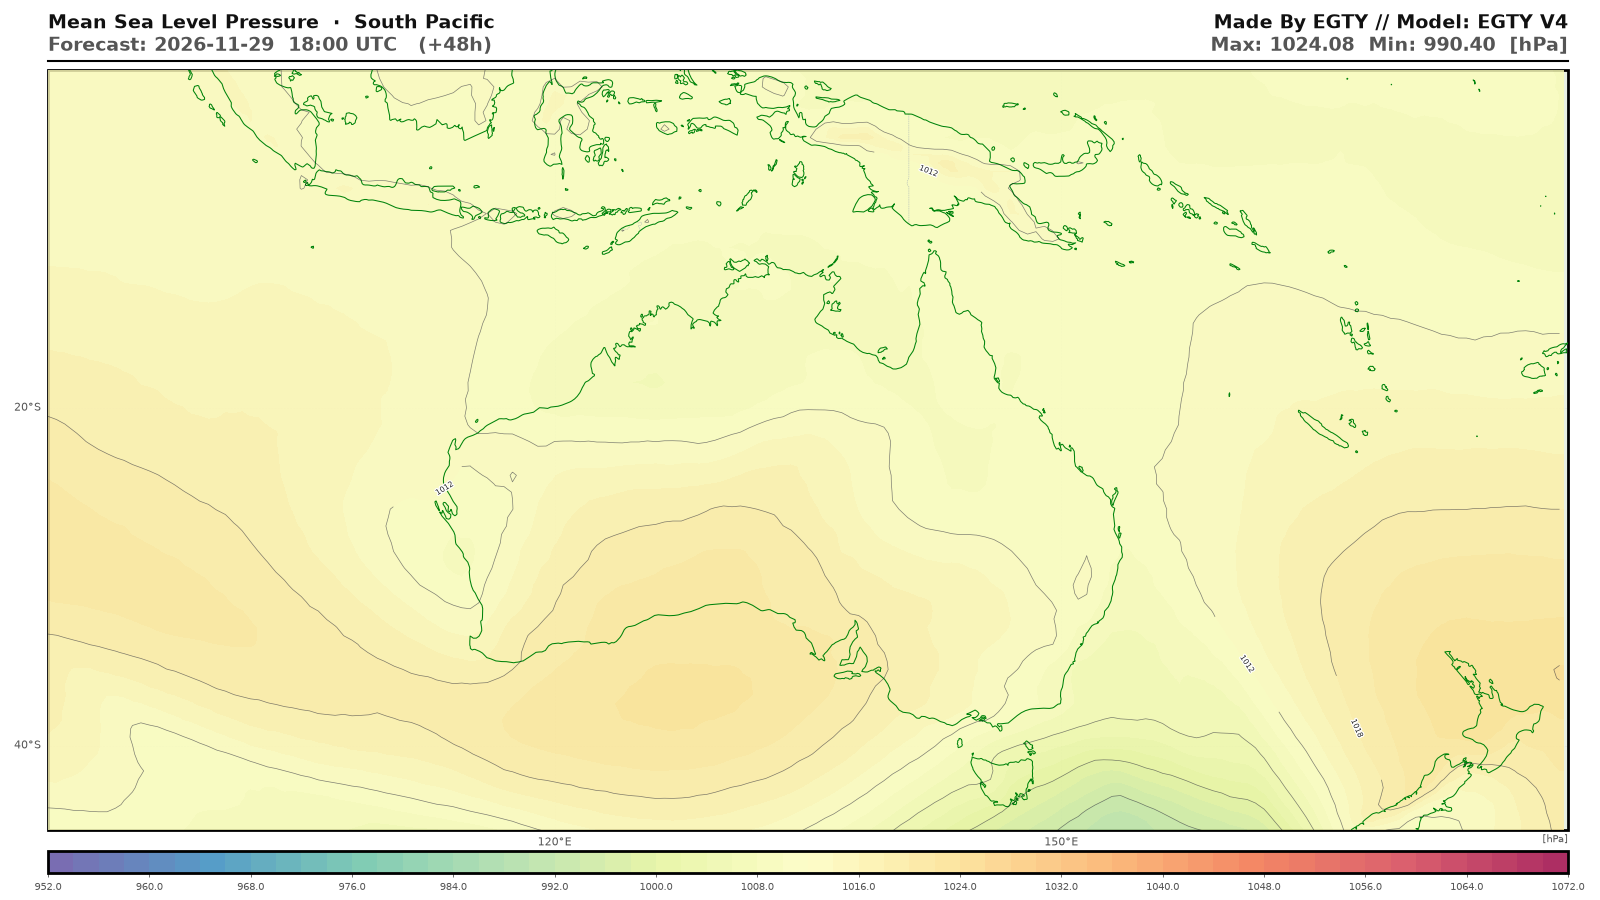 Mean Sea Level Pressure · South Pacific
Made By EGTY // Model: EGTY V4
Forecast: 2026-11-29 18:00 UTC (+48h)
Max: 1024.08 Min: 990.40 [hPa]
1012
20°S
1012
1012
1018
40°S
120°E
150°E
[hPa]
952.0
960.0
968.0
976.0
984.0
992.0
1000.0
1008.0
1016.0
1024.0
1032.0
1040.0
1048.0
1056.0
1064.0
1072.0